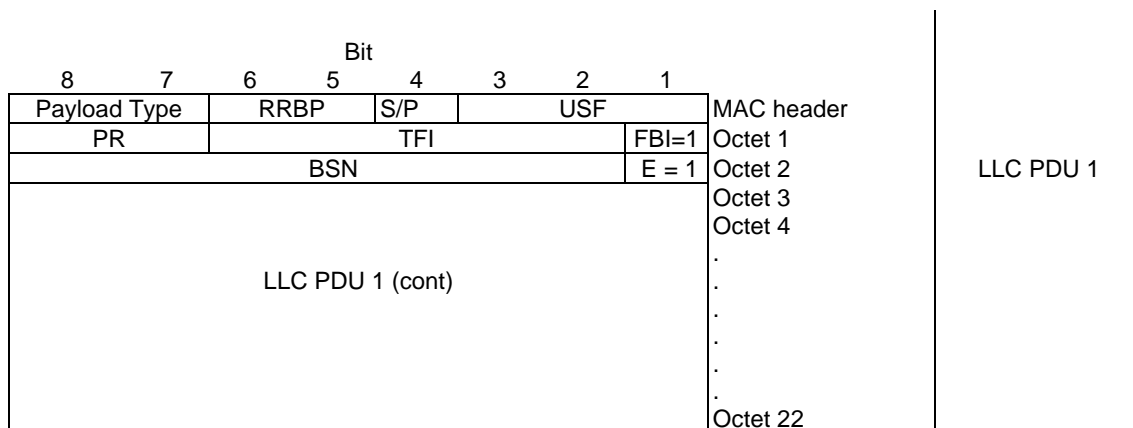 Bit
8 7 6 5 4 3 2 1
Payload Type RRBP S/P USF MAC header
PR TFI FBI=1 Octet 1
BSN E = 1 Octet 2 LLC PDU 1
Octet 3
Octet 4
.
LLC PDU 1 (cont) .
.
.
.
.
Octet 22